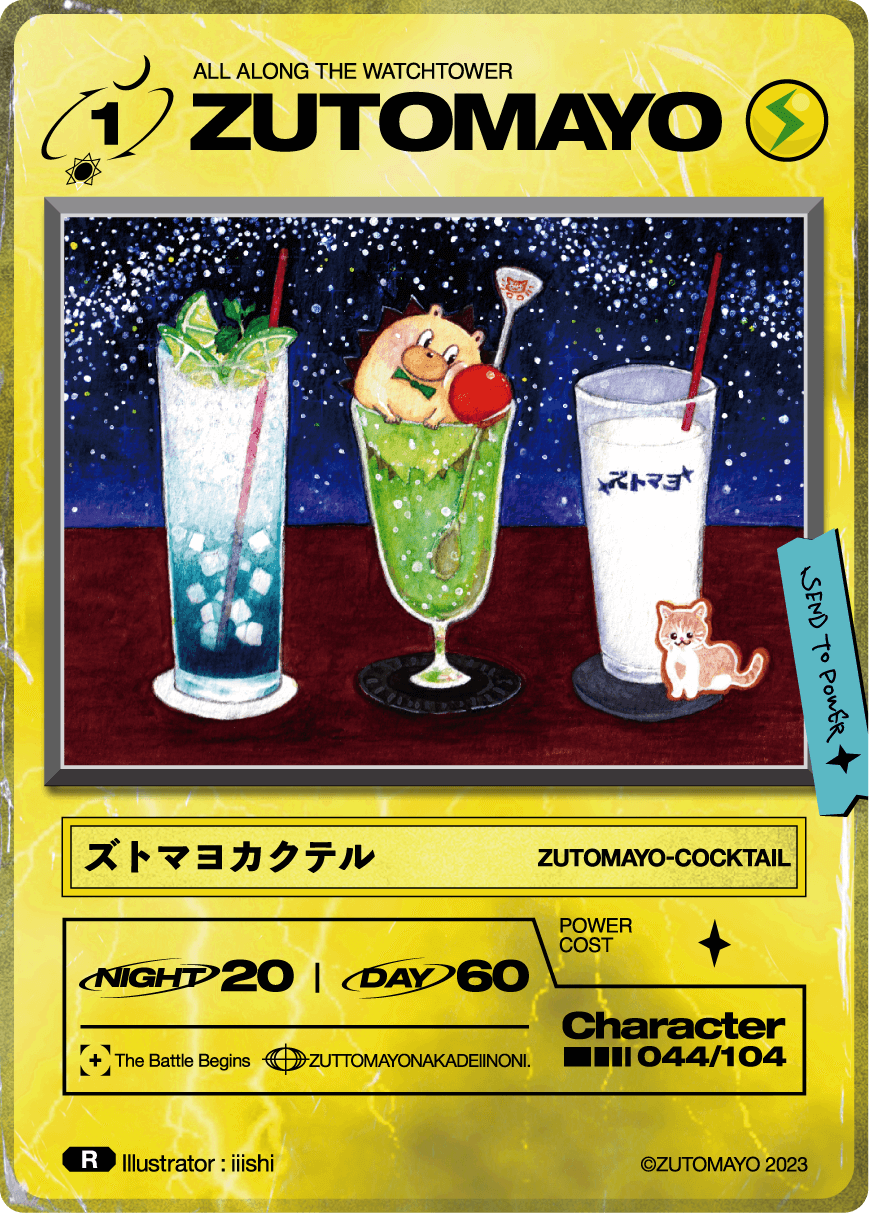 ALL ALONG THE WATCHTOWER
1
ZUTOMAYO
ズトマヨ
SEND TO POWER
ズトマヨカクテル
ZUTOMAYO-COCKTAIL
NIGHT 20 | DAY 60
POWER
COST
The Battle Begins
ZUTTOMAYONAKADEIINONI.
Character
044/104
R Illustrator : iiishi
©ZUTOMAYO 2023